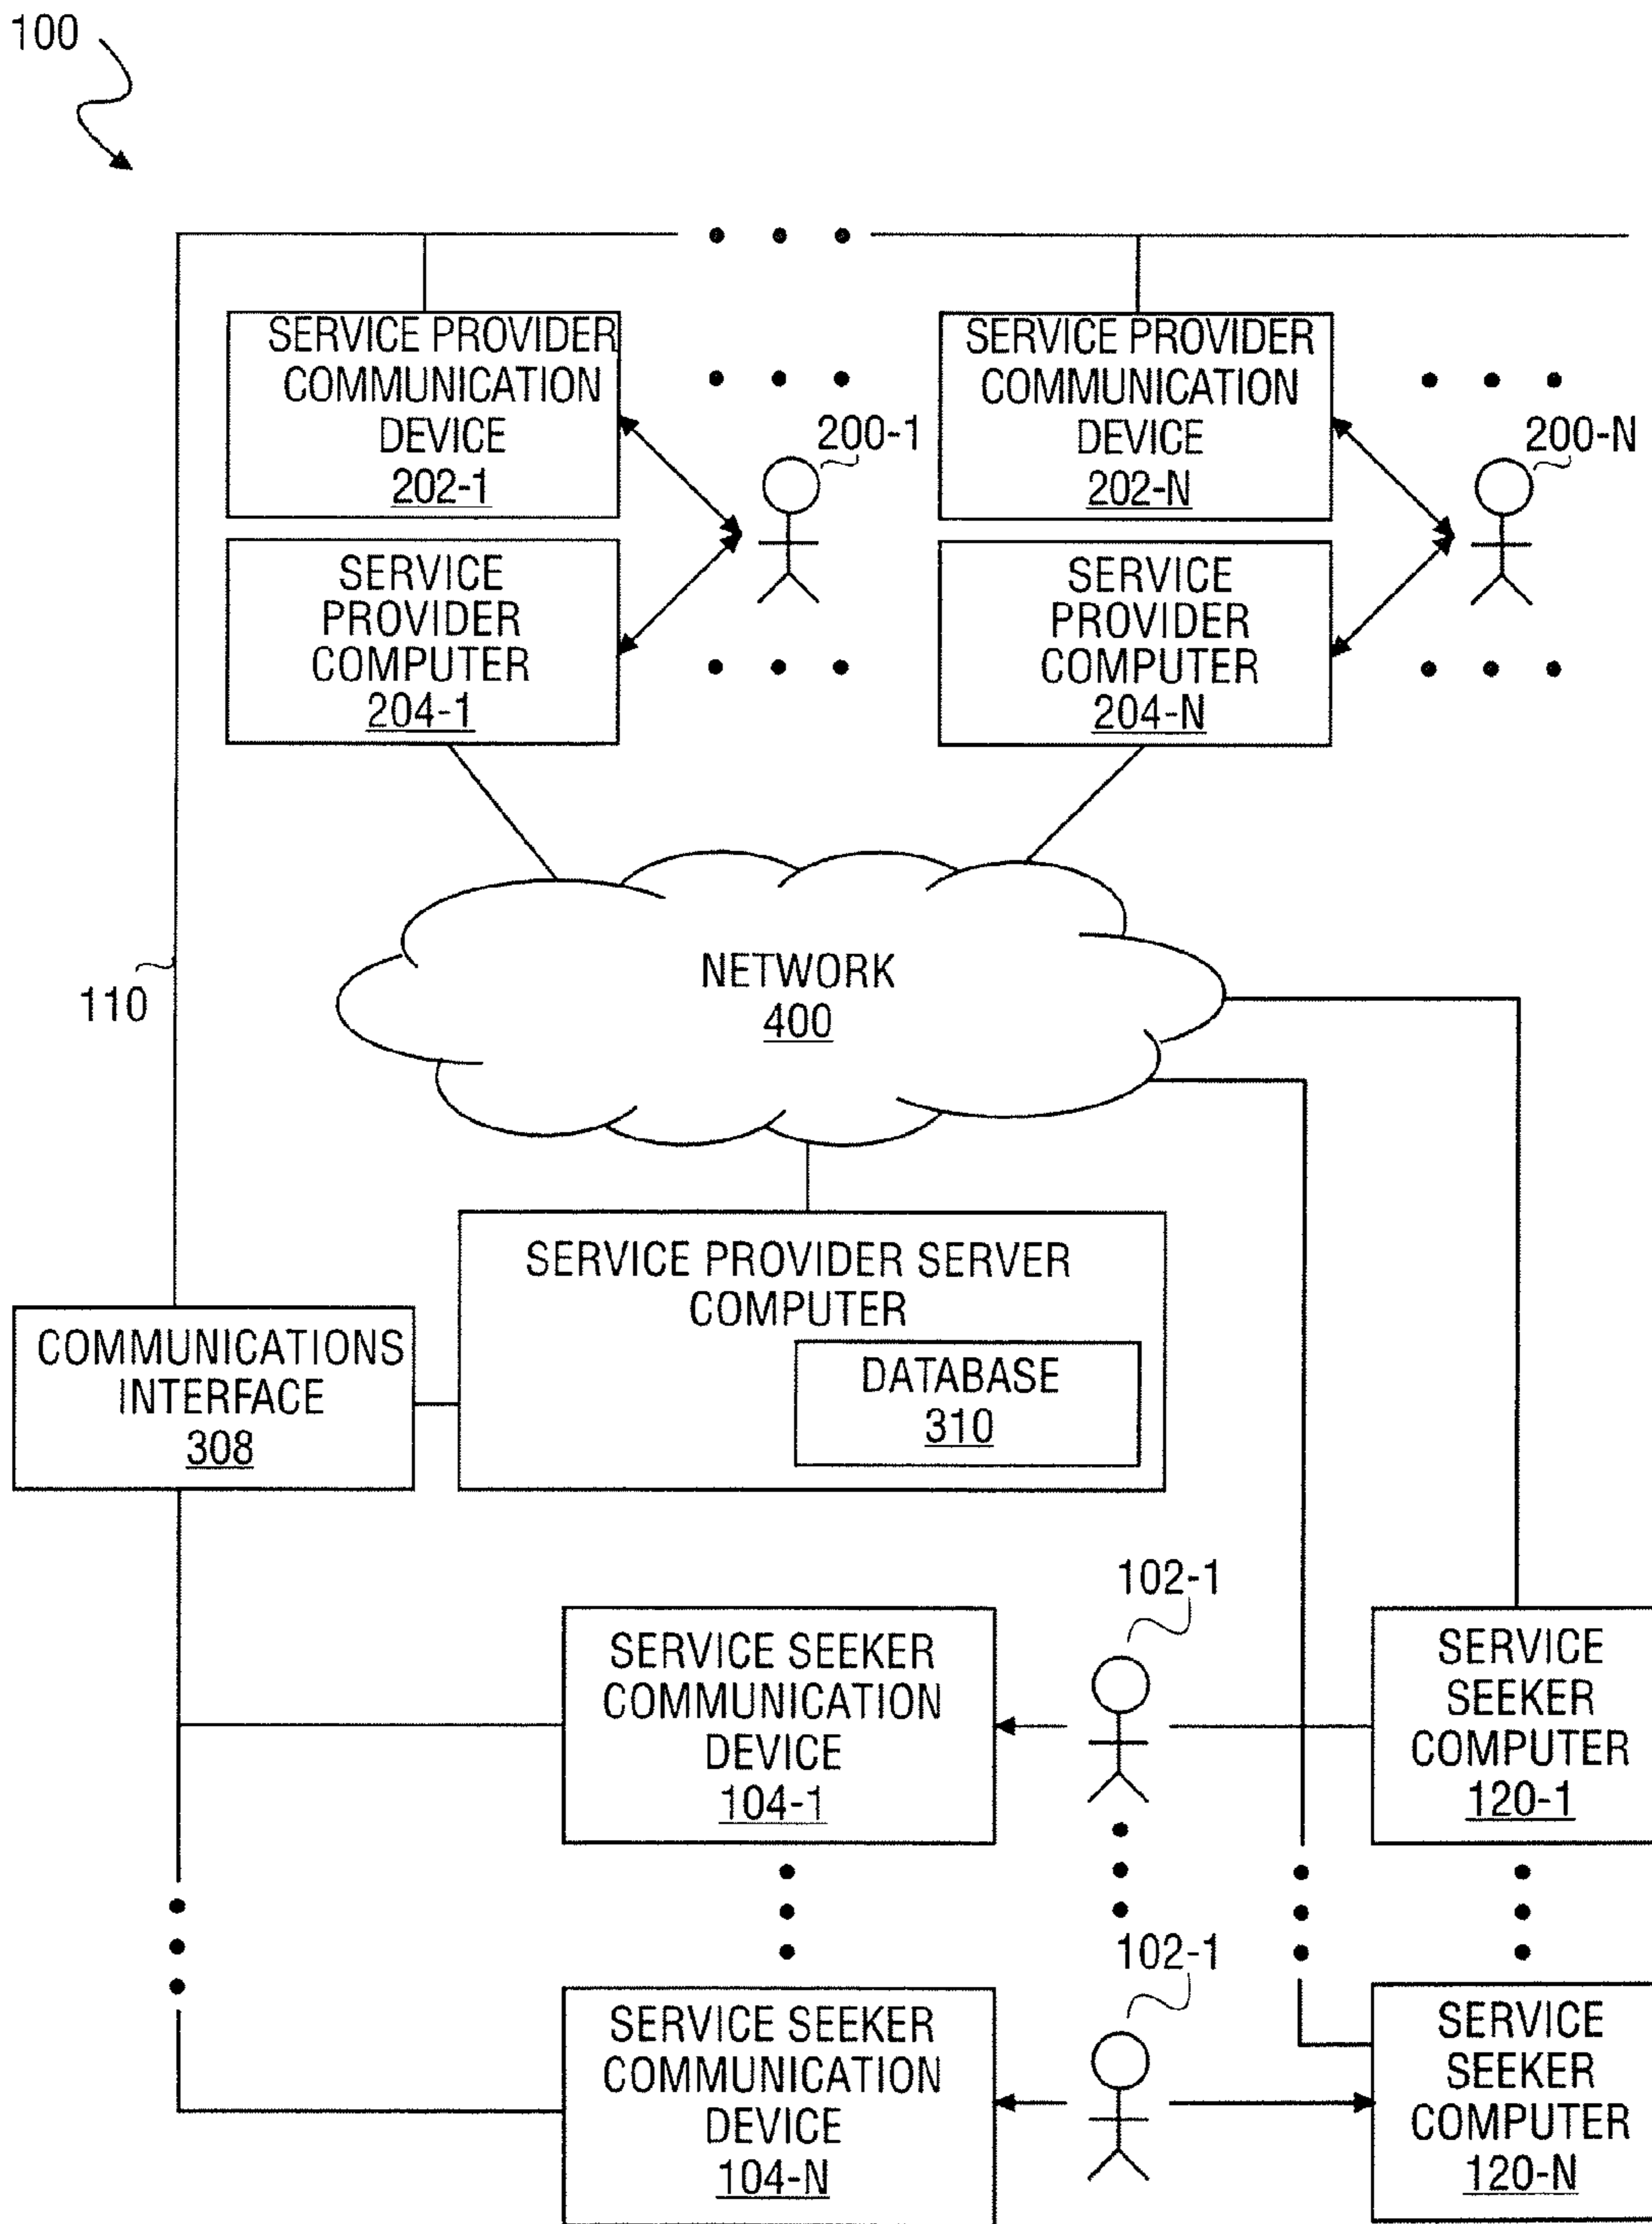 100
SERVICE PROVIDER
COMMUNICATION
DEVICE
202-1
200-1
SERVICE PROVIDER
COMMUNICATION
DEVICE
202-N
200-N
SERVICE
PROVIDER
COMPUTER
204-1
SERVICE
PROVIDER
COMPUTER
204-N
NETWORK
400
110
SERVICE PROVIDER SERVER
COMPUTER
DATABASE
310
COMMUNICATIONS
INTERFACE
308
102-1
SERVICE SEEKER
COMMUNICATION
DEVICE
104-1
SERVICE
SEEKER
COMPUTER
120-1
102-1
SERVICE SEEKER
COMMUNICATION
DEVICE
104-N
SERVICE
SEEKER
COMPUTER
120-N